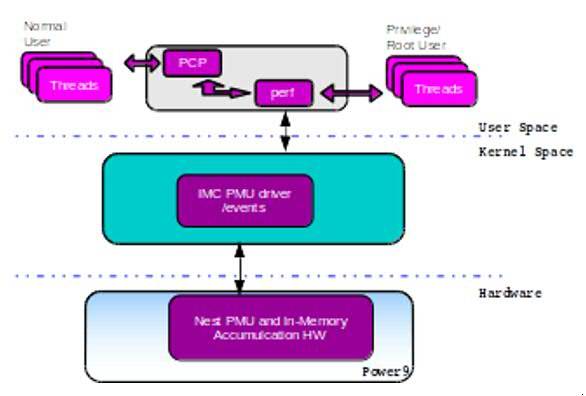 Normal
User
Privilege/
Root User
PCP
Threads
perf
Threads
User Space
Kernel Space
IMC PMU driver
/events
Hardware
Nest PMU and In-Memory
Accumulcation HW
Power9